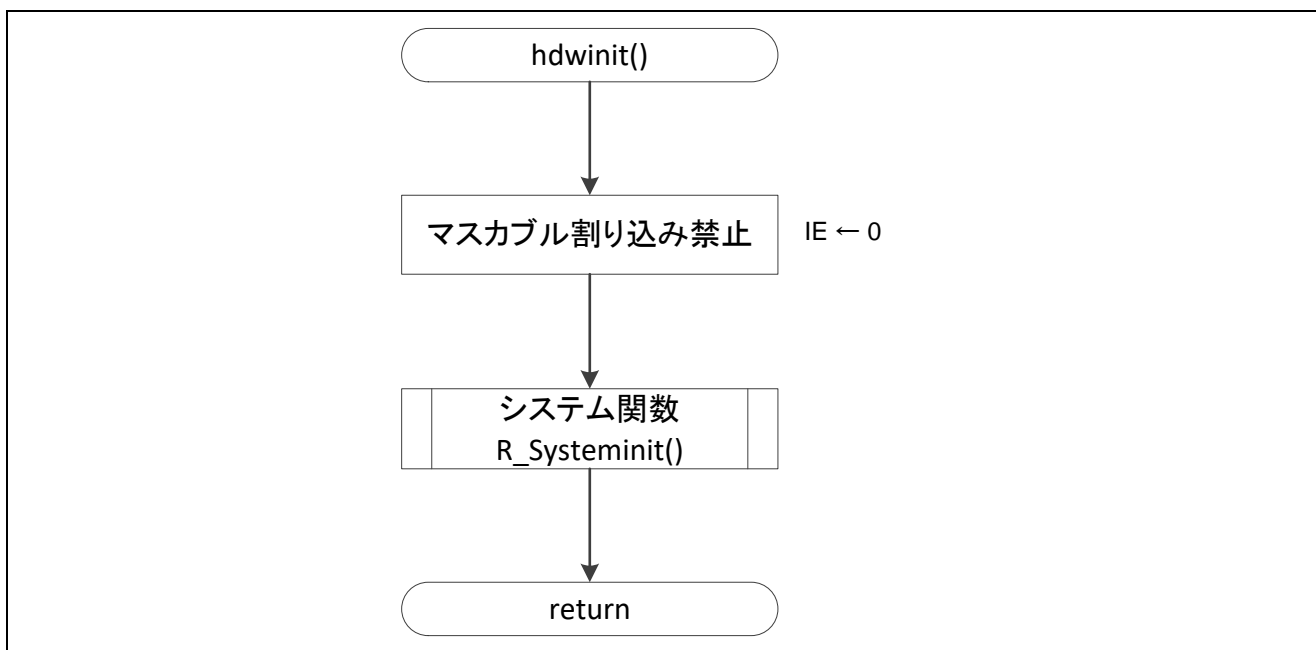 hdwinit()
マスカブル割り込み禁止
IE ← 0
システム関数
R_Systeminit()
return